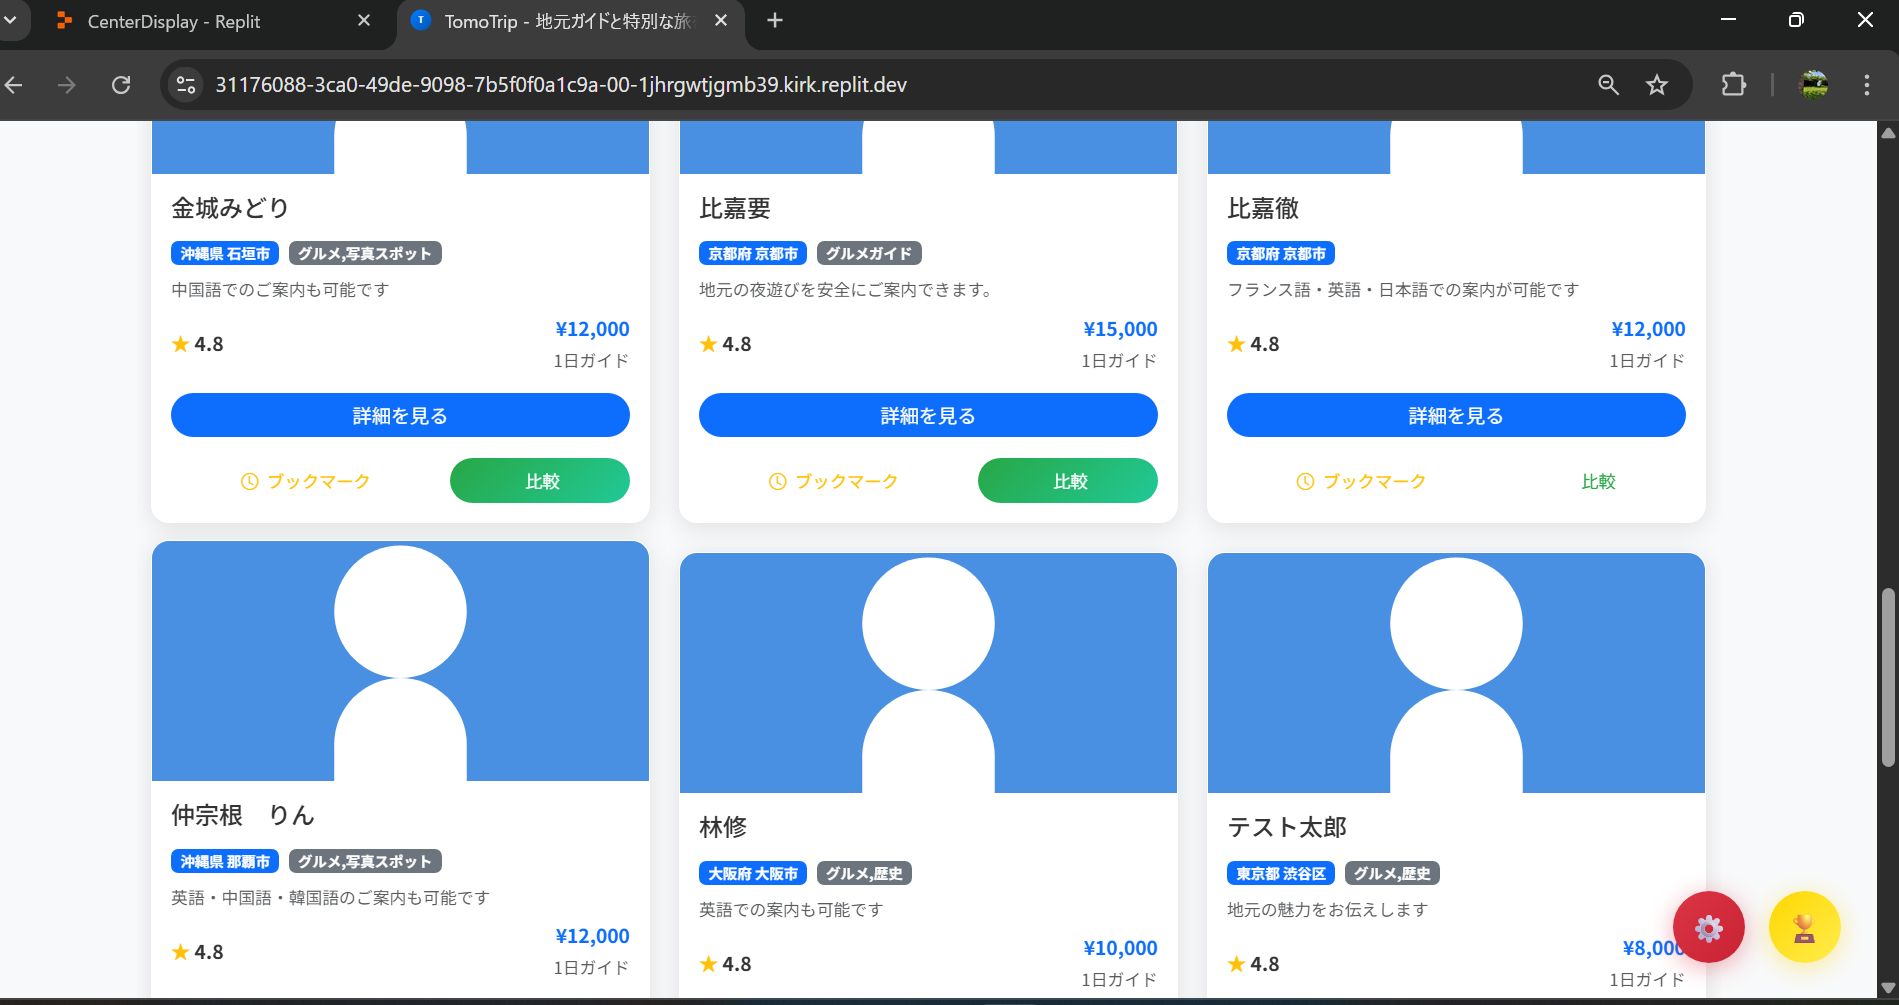 CenterDisplay - Replit
TomoTrip - 地元ガイドと特別な旅
31176088-3ca0-49de-9098-7b5f0f0a1c9a-00-1jhrgwtjgmb39.kirk.replit.dev
金城みどり
沖縄県 石垣市 グルメ,写真スポット
中国語でのご案内も可能です
★ 4.8
¥12,000
1日ガイド
詳細を見る
ブックマーク 比較
比嘉要
京都府 京都市 グルメガイド
地元の夜遊びを安全にご案内できます。
★ 4.8
¥15,000
1日ガイド
詳細を見る
ブックマーク 比較
比嘉徹
京都府 京都市
フランス語・英語・日本語での案内が可能です
★ 4.8
¥12,000
1日ガイド
詳細を見る
ブックマーク 比較
仲宗根　りん
沖縄県 那覇市 グルメ,写真スポット
英語・中国語・韓国語のご案内も可能です
★ 4.8
¥12,000
1日ガイド
林修
大阪府 大阪市 グルメ,歴史
英語での案内も可能です
★ 4.8
¥10,000
1日ガイド
テスト太郎
東京都 渋谷区 グルメ,歴史
地元の魅力をお伝えします
★ 4.8
¥8,000
1日ガイド